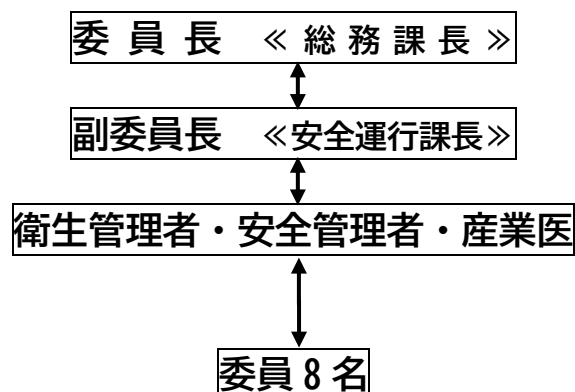 委 員 長 ≪ 総 務 課 長 ≫
副委員長 ≪安全運行課長≫
衛生管理者・安全管理者・産業医
委員8名